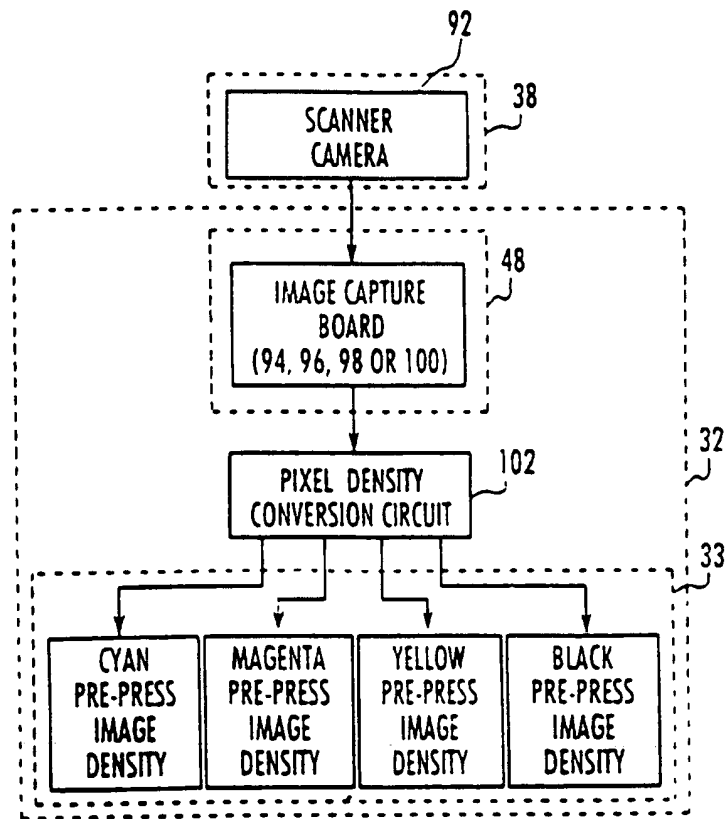 92
SCANNER
CAMERA
38
IMAGE CAPTURE
BOARD
(94, 96, 98 OR 100)
48
32
PIXEL DENSITY
CONVERSION CIRCUIT
102
33
CYAN
PRE-PRESS
IMAGE
DENSITY
MAGENTA
PRE-PRESS
IMAGE
DENSITY
YELLOW
PRE-PRESS
IMAGE
DENSITY
BLACK
PRE-PRESS
IMAGE
DENSITY